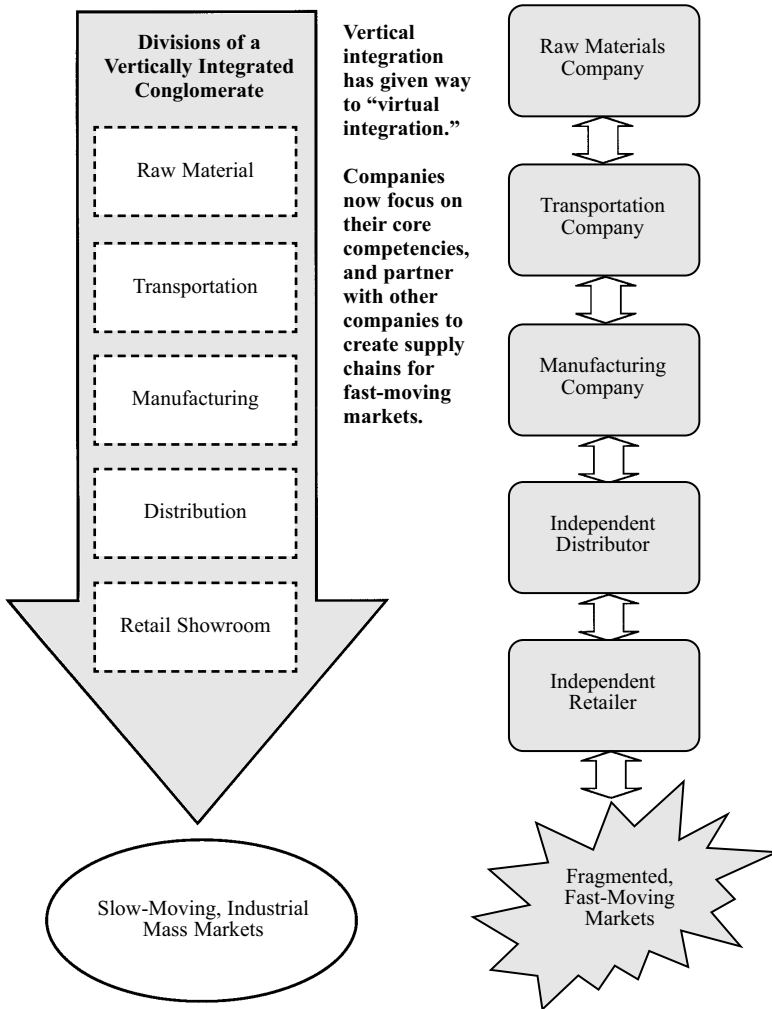 Divisions of a
Vertically Integrated
Conglomerate
Raw Material
Transportation
Manufacturing
Distribution
Retail Showroom
Slow-Moving, Industrial
Mass Markets
Vertical
integration
has given way
to “virtual
integration.”
Companies
now focus on
their core
competencies,
and partner
with other
companies to
create supply
chains for
fast-moving
markets.
Raw Materials
Company
Transportation
Company
Manufacturing
Company
Independent
Distributor
Independent
Retailer
Fragmented,
Fast-Moving
Markets